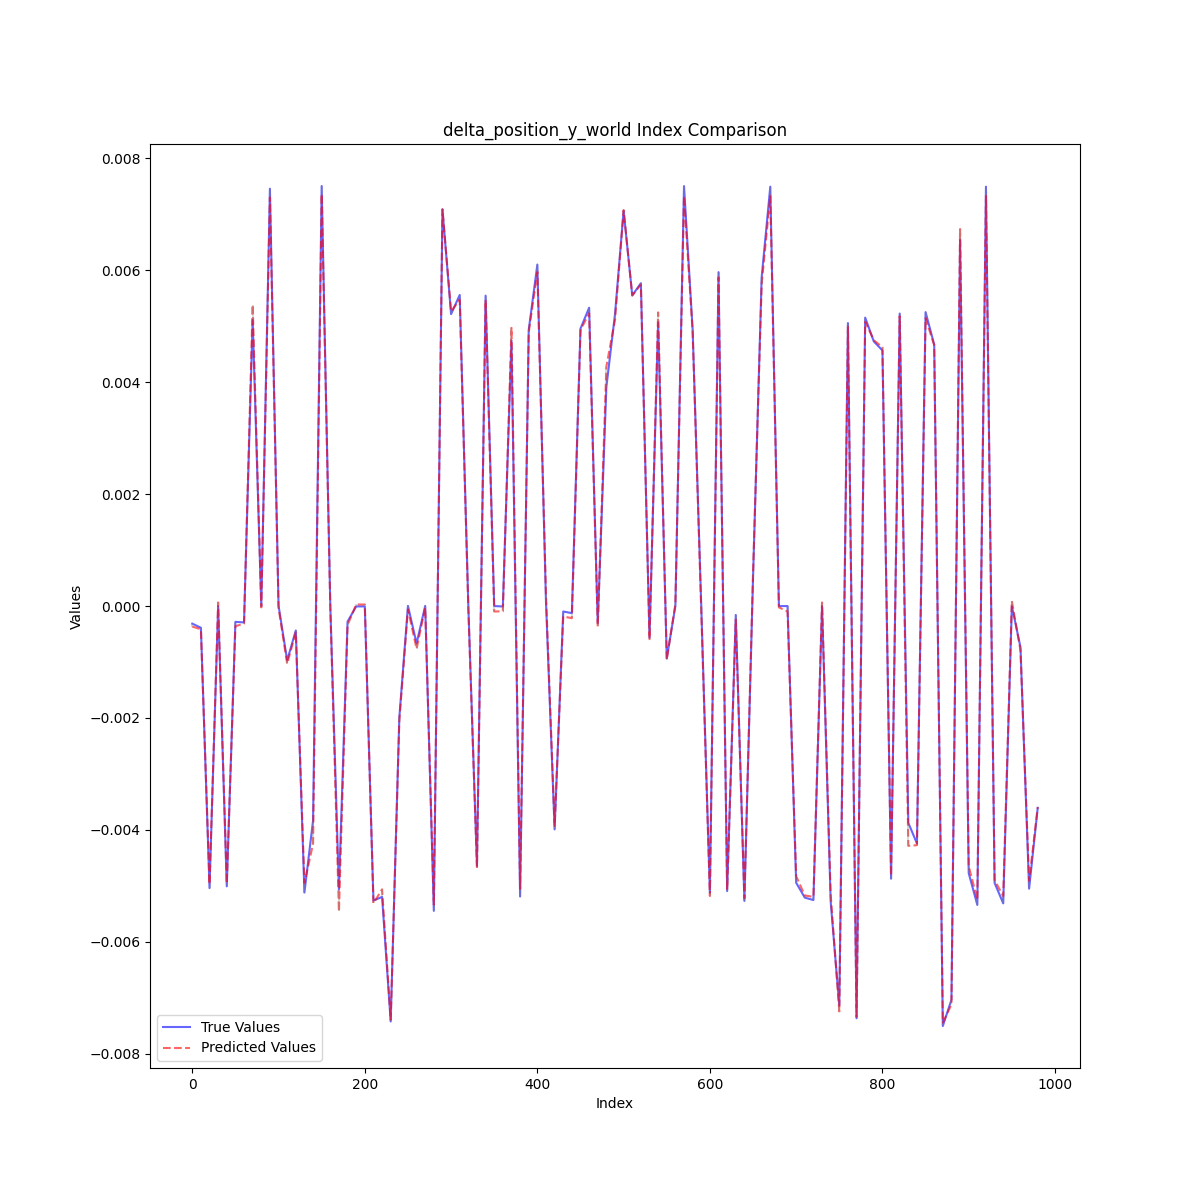 delta_position_y_world Index Comparison
0.008
0.006
0.004
0.002
0.000
−0.002
−0.004
−0.006
−0.008
Values
True Values
Predicted Values
0 200 400 600 800 1000
Index